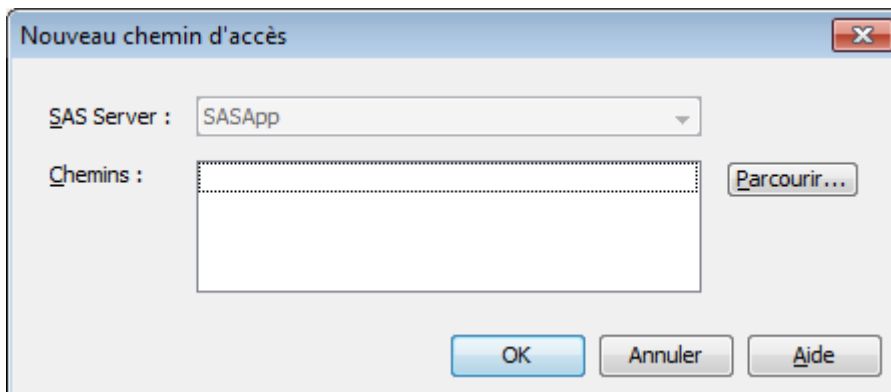 Nouveau chemin d'accès
SAS Server : SASApp
Chemins :
Parcourir...
OK Annuler Aide